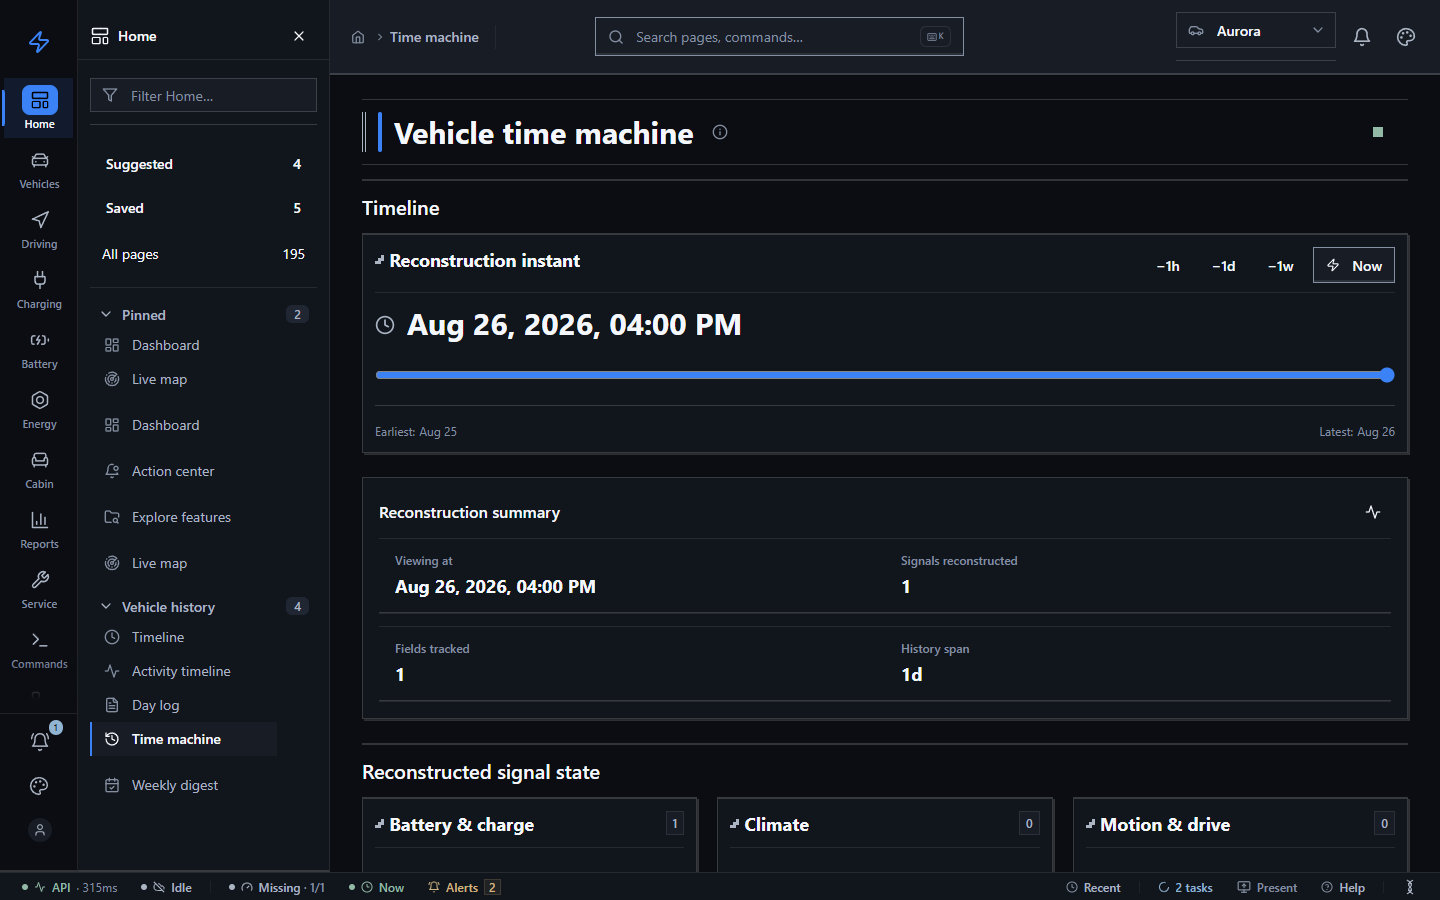 Home
Vehicles
Driving
Charging
Battery
Energy
Cabin
Reports
Service
Commands
1
Home
Filter Home...
Suggested 4
Saved 5
All pages 195
Pinned 2
Dashboard
Live map
Dashboard
Action center
Explore features
Live map
Vehicle history 4
Timeline
Activity timeline
Day log
Time machine
Weekly digest
Time machine
Search pages, commands... K
Aurora
Vehicle time machine
Timeline
Reconstruction instant
−1h −1d −1w Now
Aug 26, 2026, 04:00 PM
Earliest: Aug 25 Latest: Aug 26
Reconstruction summary
Viewing at
Aug 26, 2026, 04:00 PM
Signals reconstructed
1
Fields tracked
1
History span
1d
Reconstructed signal state
Battery & charge 1
Climate 0
Motion & drive 0
API · 315ms Idle Missing · 1/1 Now Alerts 2 Recent 2 tasks Present Help